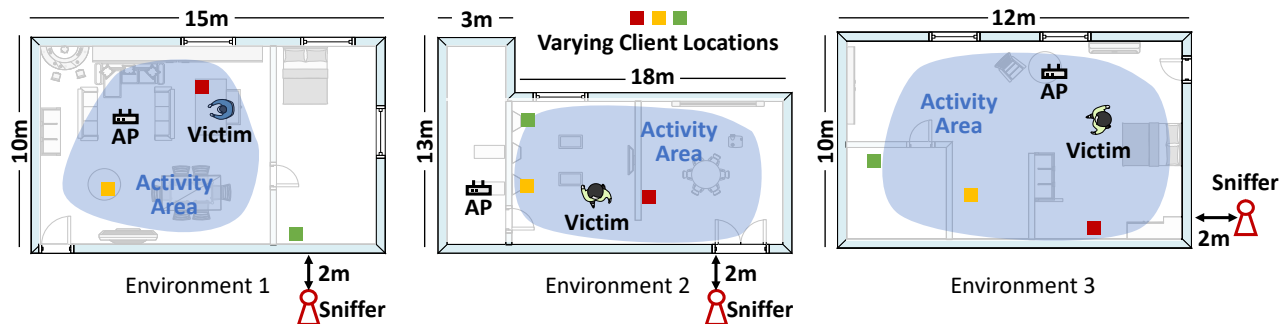 15m
10m
AP
Victim
Activity
Area
2m
Sniffer
Environment 1
3m
Varying Client Locations
18m
13m
Activity
Area
AP
Victim
2m
Sniffer
Environment 2
12m
10m
AP
Activity
Area
Victim
Sniffer
2m
Environment 3